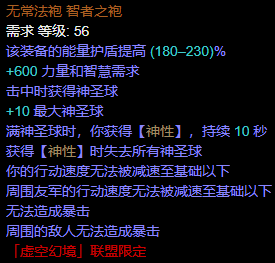 无常法袍 智者之袍
需求 等级: 56
该装备的能量护盾提高 (180–230)%
+600 力量和智慧需求
击中时获得神圣球
+10 最大神圣球
满神圣球时，你获得【神性】，持续 10 秒
获得【神性】时失去所有神圣球
你的行动速度无法被减速至基础以下
周围友军的行动速度无法被减速至基础以下
无法造成暴击
周围的敌人无法造成暴击
「虚空幻境」联盟限定